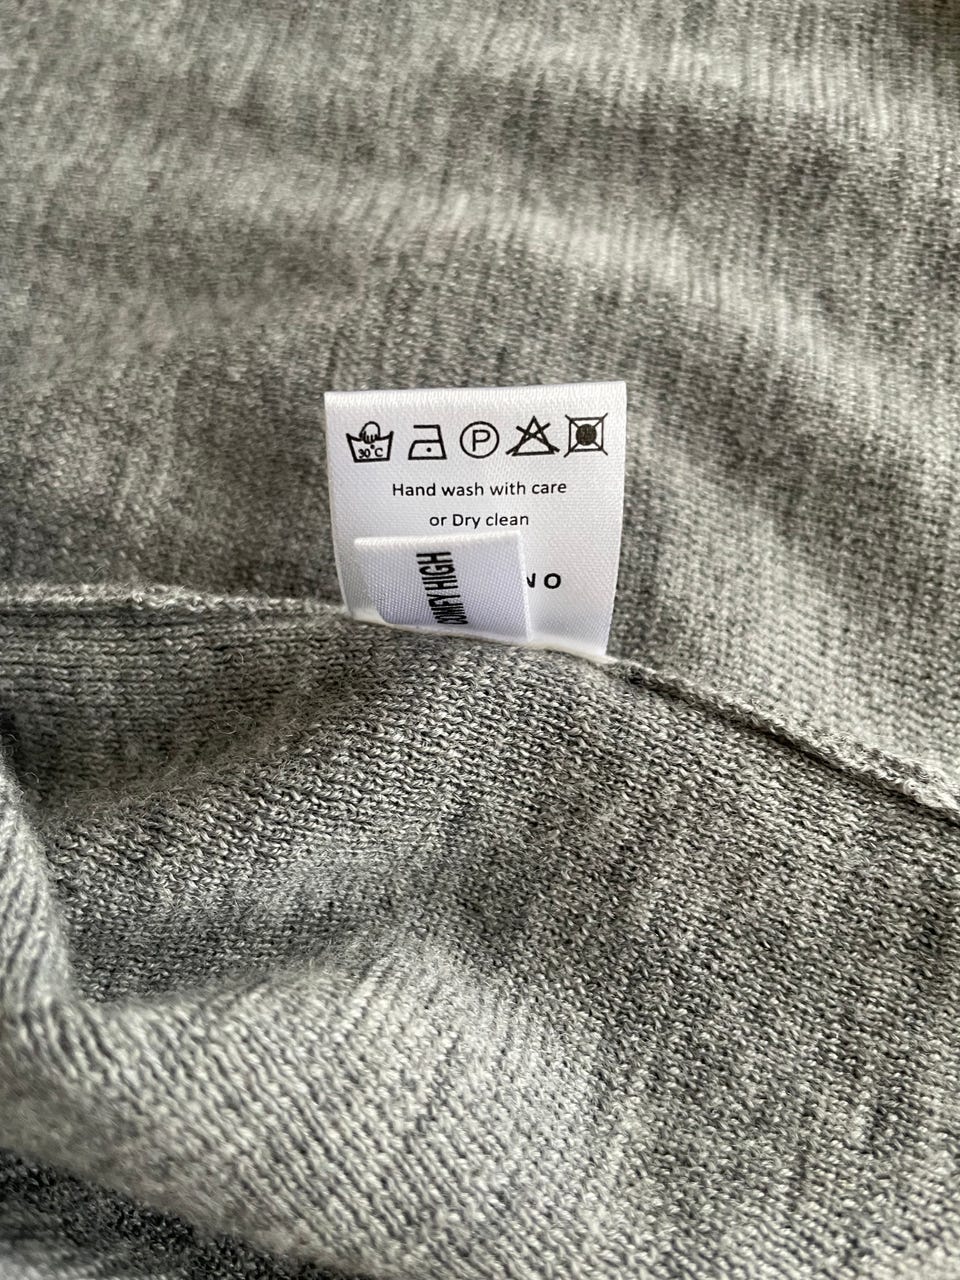 30°C
P
Hand wash with care
or Dry clean
COMFY HIGH
NO